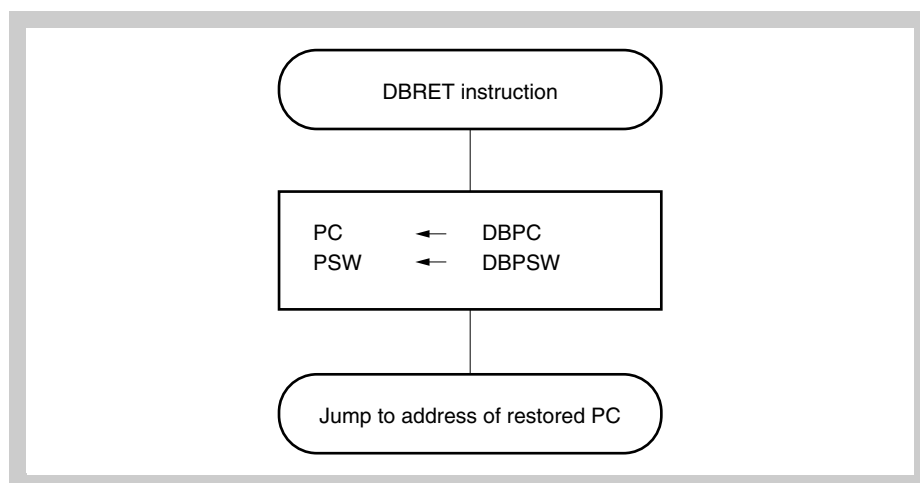 DBRET instruction
PC ← DBPC
PSW ← DBPSW
Jump to address of restored PC